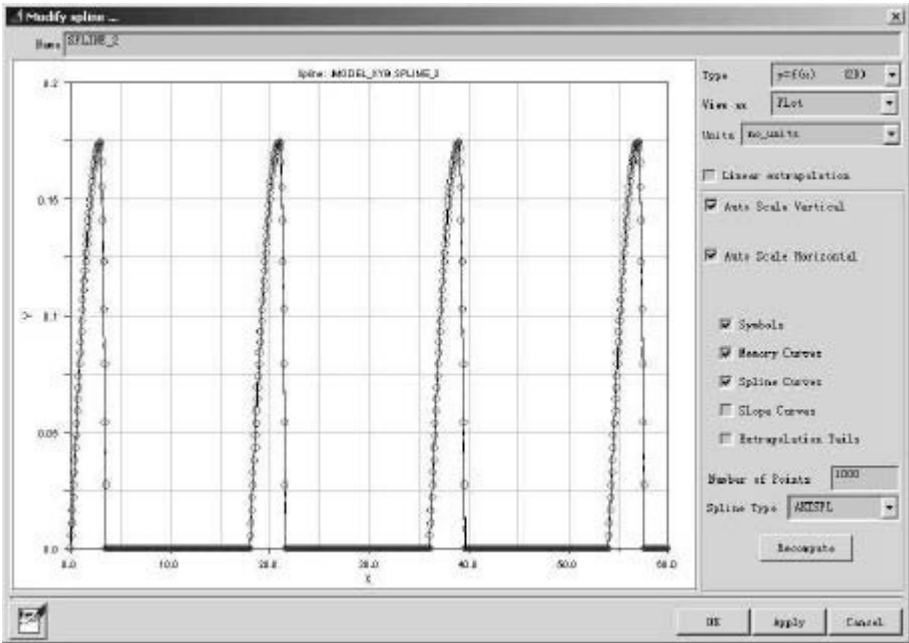 Modify spline ...
Name SPLINE_2
Spline: .MODEL_XYB.SPLINE_2
0.2
0.15
0.1
0.05
0.0
Y
0.0 10.0 20.0 30.0 40.0 50.0 60.0
X
Type y=f(x) (2D)
View as Plot
Units no_units
Linear extrapolation
Auto Scale Vertical
Auto Scale Horizontal
Symbols
Memory Curves
Spline Curves
Slope Curves
Extrapolation Tails
Number of Points 1000
Spline Type AKISPL
Recompute
OK Apply Cancel